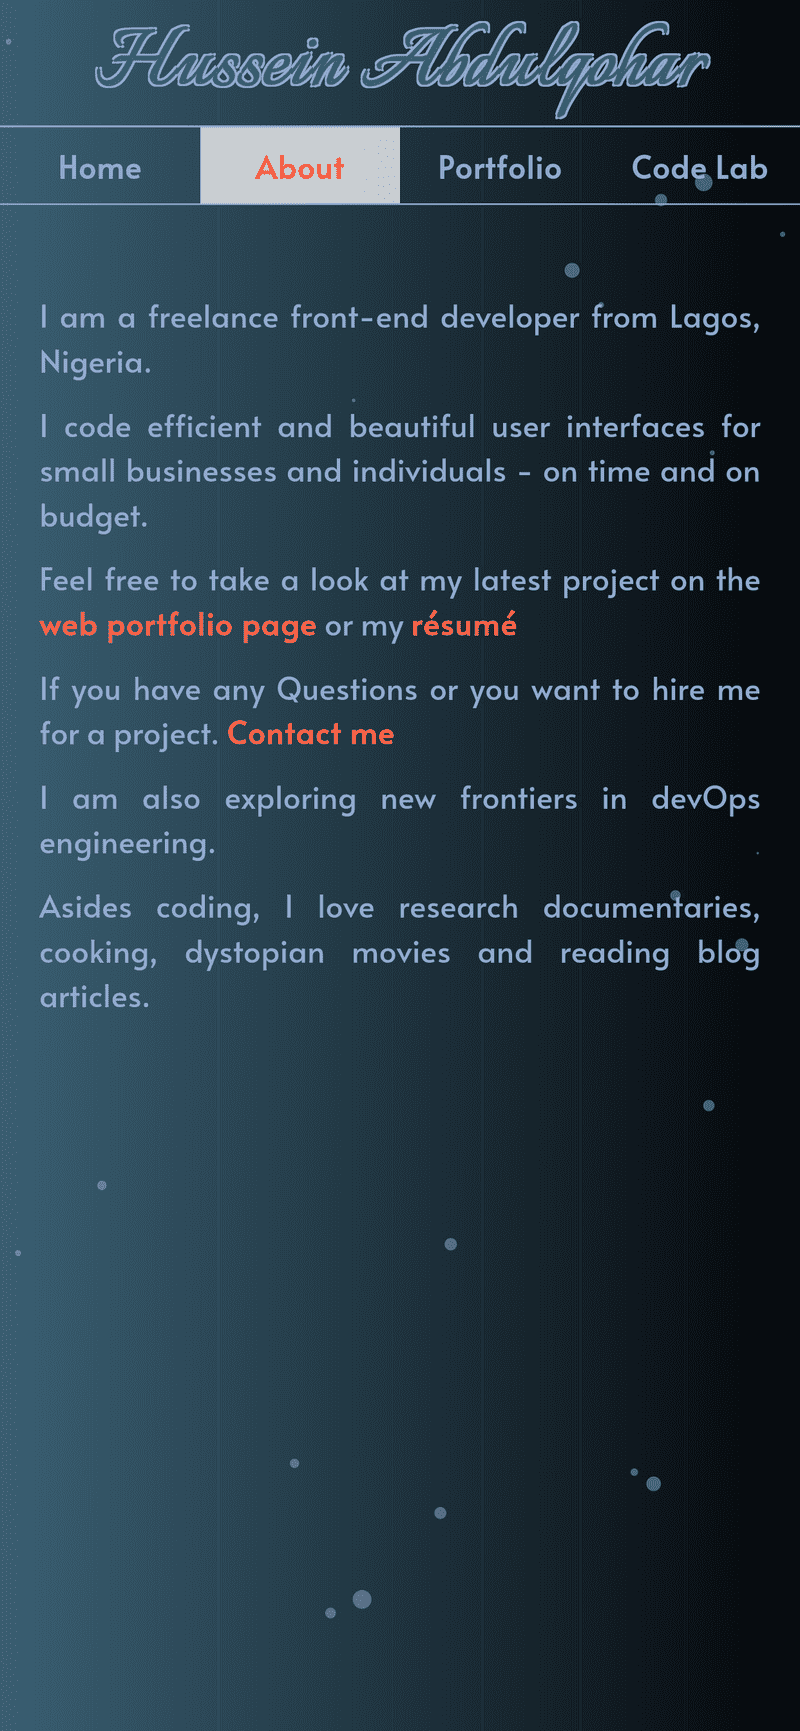 Hussein Abdulqohar
Home About Portfolio Code Lab
I am a freelance front-end developer from Lagos,
Nigeria.
I code efficient and beautiful user interfaces for
small businesses and individuals - on time and on
budget.
Feel free to take a look at my latest project on the
web portfolio page or my résumé
If you have any Questions or you want to hire me
for a project. Contact me
I am also exploring new frontiers in devOps
engineering.
Asides coding, I love research documentaries,
cooking, dystopian movies and reading blog
articles.